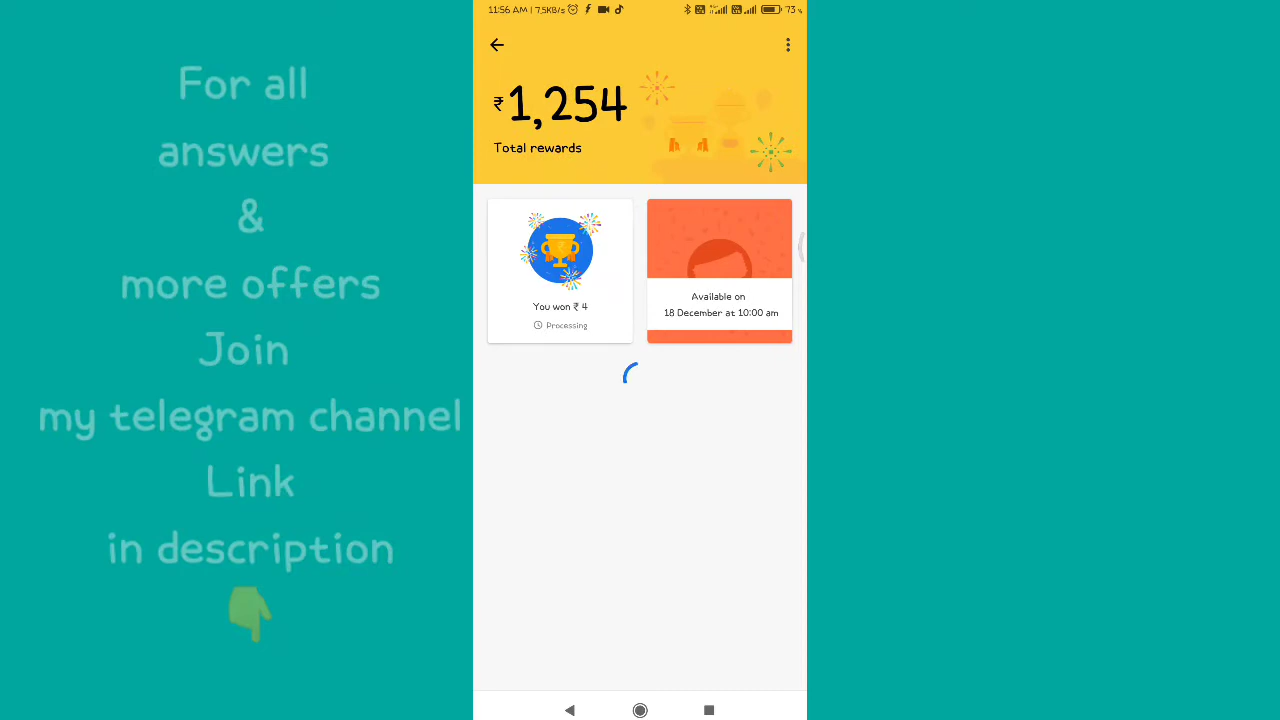 11:56 AM | 7.5KB/s
73 %
₹1,254
Total rewards
You won ₹ 4
Processing
Available on
18 December at 10:00 am
For all
answers
&
more offers
Join
my telegram channel
Link
in description